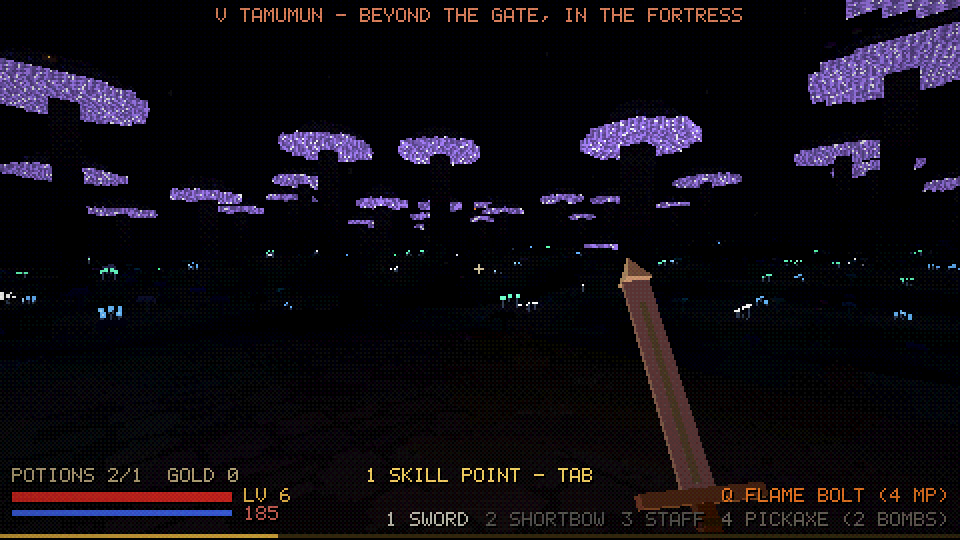 V TAMUMUN - BEYOND THE GATE, IN THE FORTRESS
POTIONS 2/1 GOLD 0
1 SKILL POINT - TAB
LV 6
Q FLAME BOLT (4 MP)
185
1 SWORD 2 SHORTBOW 3 STAFF 4 PICKAXE (2 BOMBS)